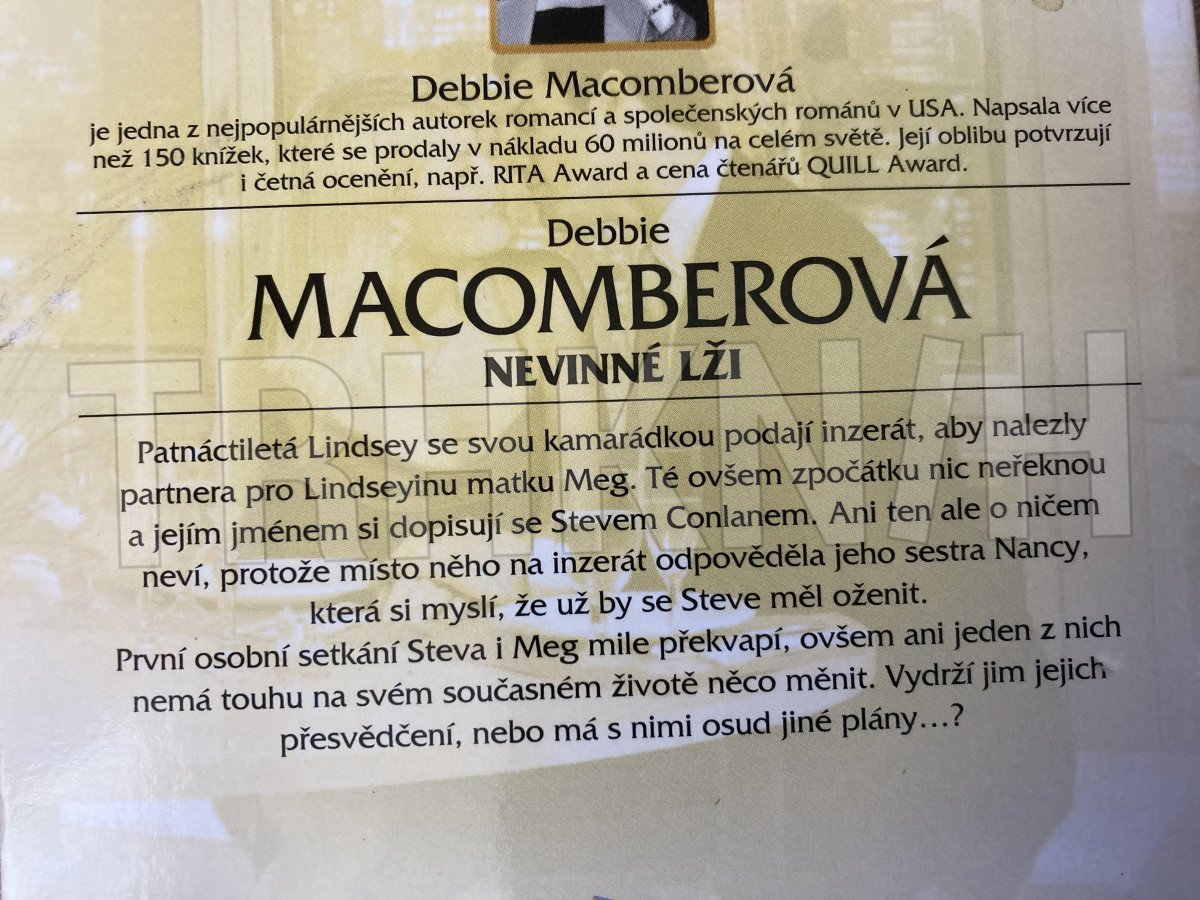 Debbie Macomberová
je jedna z nejpopulárnějších autorek romancí a společenských románů v USA. Napsala více
než 150 knížek, které se prodaly v nákladu 60 milionů na celém světě. Její oblibu potvrzují
i četná ocenění, např. RITA Award a cena čtenářů QUILL Award.
Debbie
MACOMBEROVÁ
NEVINNÉ LŽI
TRHKNIH
Patnáctiletá Lindsey se svou kamarádkou podají inzerát, aby nalezly
partnera pro Lindseyinu matku Meg. Té ovšem zpočátku nic neřeknou
a jejím jménem si dopisují se Stevem Conlanem. Ani ten ale o ničem
neví, protože místo něho na inzerát odpověděla jeho sestra Nancy,
která si myslí, že už by se Steve měl oženit.
První osobní setkání Steva i Meg mile překvapí, ovšem ani jeden z nich
nemá touhu na svém současném životě něco měnit. Vydrží jim jejich
přesvědčení, nebo má s nimi osud jiné plány...?